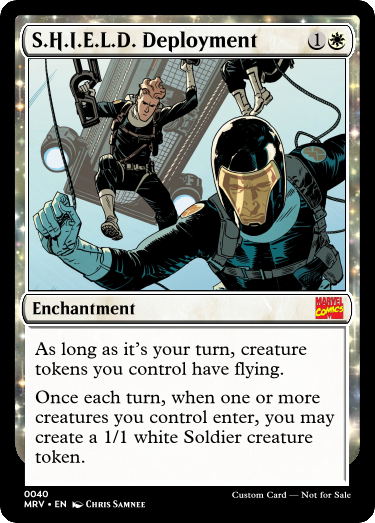 S.H.I.E.L.D. Deployment 1
Enchantment
MARVEL
COMICS
As long as it's your turn, creature
tokens you control have flying.
Once each turn, when one or more
creatures you control enter, you may
create a 1/1 white Soldier creature
token.
0040
MRV • EN Chris Samnee
Custom Card — Not for Sale